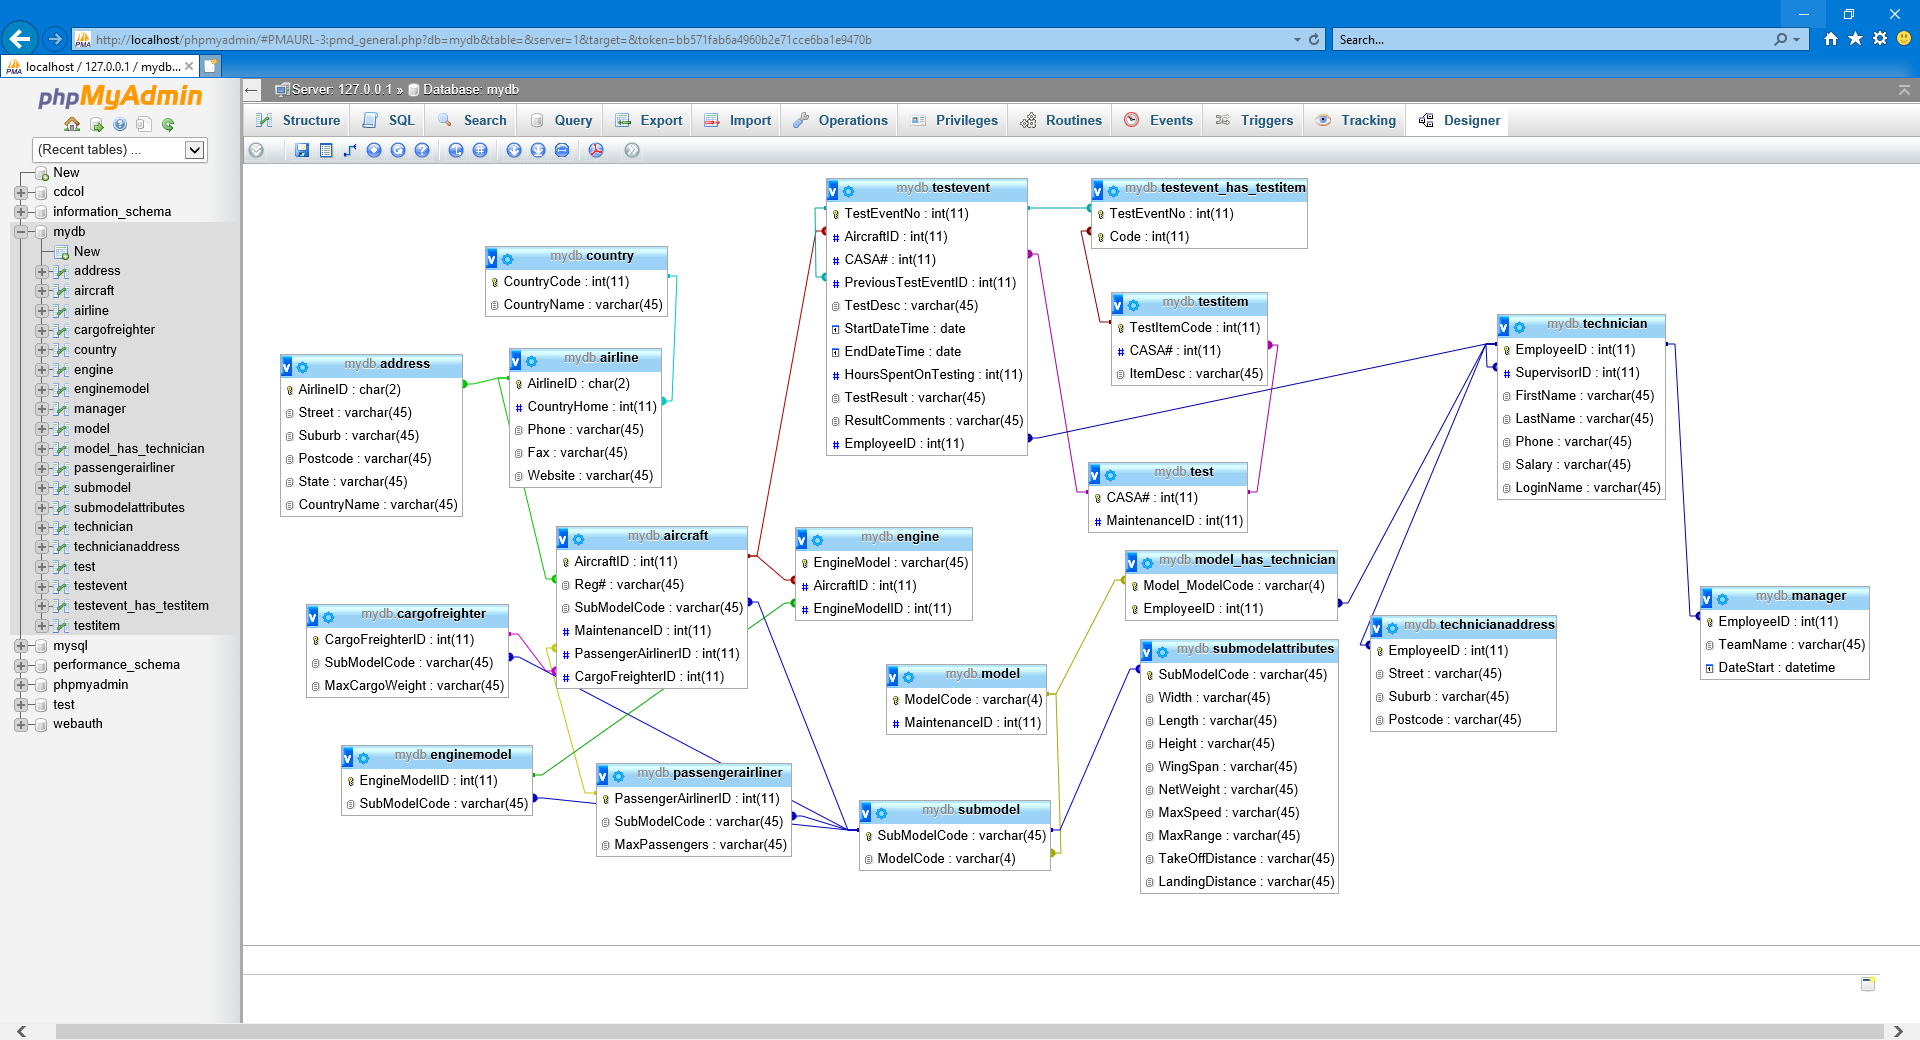 http://localhost/phpmyadmin/#PMAURL-3:pmd_general.php?db=mydb&table=&server=1&target=&token=bb571fab6a4960b2e71cce6ba1e9470b
Search...
localhost / 127.0.0.1 / mydb...
phpMyAdmin
(Recent tables) ...
New
cdcol
information_schema
mydb
New
address
aircraft
airline
cargofreighter
country
engine
enginemodel
manager
model
model_has_technician
passengerairliner
submodel
submodelattributes
technician
technicianaddress
test
testevent
testevent_has_testitem
testitem
mysql
performance_schema
phpmyadmin
test
webauth
Server: 127.0.0.1 » Database: mydb
Structure SQL Search Query Export Import Operations Privileges Routines Events Triggers Tracking Designer
mydb.testevent
TestEventNo : int(11)
AircraftID : int(11)
CASA# : int(11)
PreviousTestEventID : int(11)
TestDesc : varchar(45)
StartDateTime : date
EndDateTime : date
HoursSpentOnTesting : int(11)
TestResult : varchar(45)
ResultComments : varchar(45)
EmployeeID : int(11)
mydb.testevent_has_testitem
TestEventNo : int(11)
Code : int(11)
mydb.country
CountryCode : int(11)
CountryName : varchar(45)
mydb.testitem
TestItemCode : int(11)
CASA# : int(11)
ItemDesc : varchar(45)
mydb.technician
EmployeeID : int(11)
SupervisorID : int(11)
FirstName : varchar(45)
LastName : varchar(45)
Phone : varchar(45)
Salary : varchar(45)
LoginName : varchar(45)
mydb.address
AirlineID : char(2)
Street : varchar(45)
Suburb : varchar(45)
Postcode : varchar(45)
State : varchar(45)
CountryName : varchar(45)
mydb.airline
AirlineID : char(2)
CountryHome : int(11)
Phone : varchar(45)
Fax : varchar(45)
Website : varchar(45)
mydb.test
CASA# : int(11)
MaintenanceID : int(11)
mydb.aircraft
AircraftID : int(11)
Reg# : varchar(45)
SubModelCode : varchar(45)
MaintenanceID : int(11)
PassengerAirlinerID : int(11)
CargoFreighterID : int(11)
mydb.engine
EngineModel : varchar(45)
AircraftID : int(11)
EngineModelID : int(11)
mydb.model_has_technician
Model_ModelCode : varchar(4)
EmployeeID : int(11)
mydb.manager
EmployeeID : int(11)
TeamName : varchar(45)
DateStart : datetime
mydb.cargofreighter
CargoFreighterID : int(11)
SubModelCode : varchar(45)
MaxCargoWeight : varchar(45)
mydb.technicianaddress
EmployeeID : int(11)
Street : varchar(45)
Suburb : varchar(45)
Postcode : varchar(45)
mydb.submodelattributes
SubModelCode : varchar(45)
Width : varchar(45)
Length : varchar(45)
Height : varchar(45)
WingSpan : varchar(45)
NetWeight : varchar(45)
MaxSpeed : varchar(45)
MaxRange : varchar(45)
TakeOffDistance : varchar(45)
LandingDistance : varchar(45)
mydb.model
ModelCode : varchar(4)
MaintenanceID : int(11)
mydb.enginemodel
EngineModelID : int(11)
SubModelCode : varchar(45)
mydb.passengerairliner
PassengerAirlinerID : int(11)
SubModelCode : varchar(45)
MaxPassengers : varchar(45)
mydb.submodel
SubModelCode : varchar(45)
ModelCode : varchar(4)